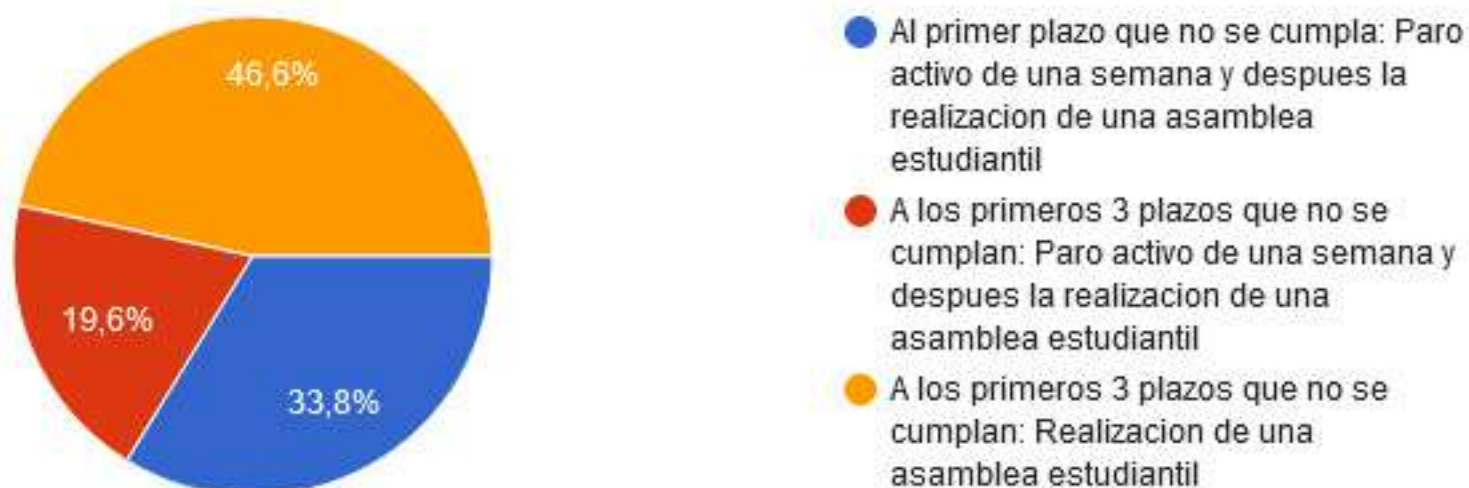 46,6%
19,6%
33,8%
Al primer plazo que no se cumpla: Paro
activo de una semana y despues la
realizacion de una asamblea
estudiantil
A los primeros 3 plazos que no se
cumplan: Paro activo de una semana y
despues la realizacion de una
asamblea estudiantil
A los primeros 3 plazos que no se
cumplan: Realizacion de una
asamblea estudiantil